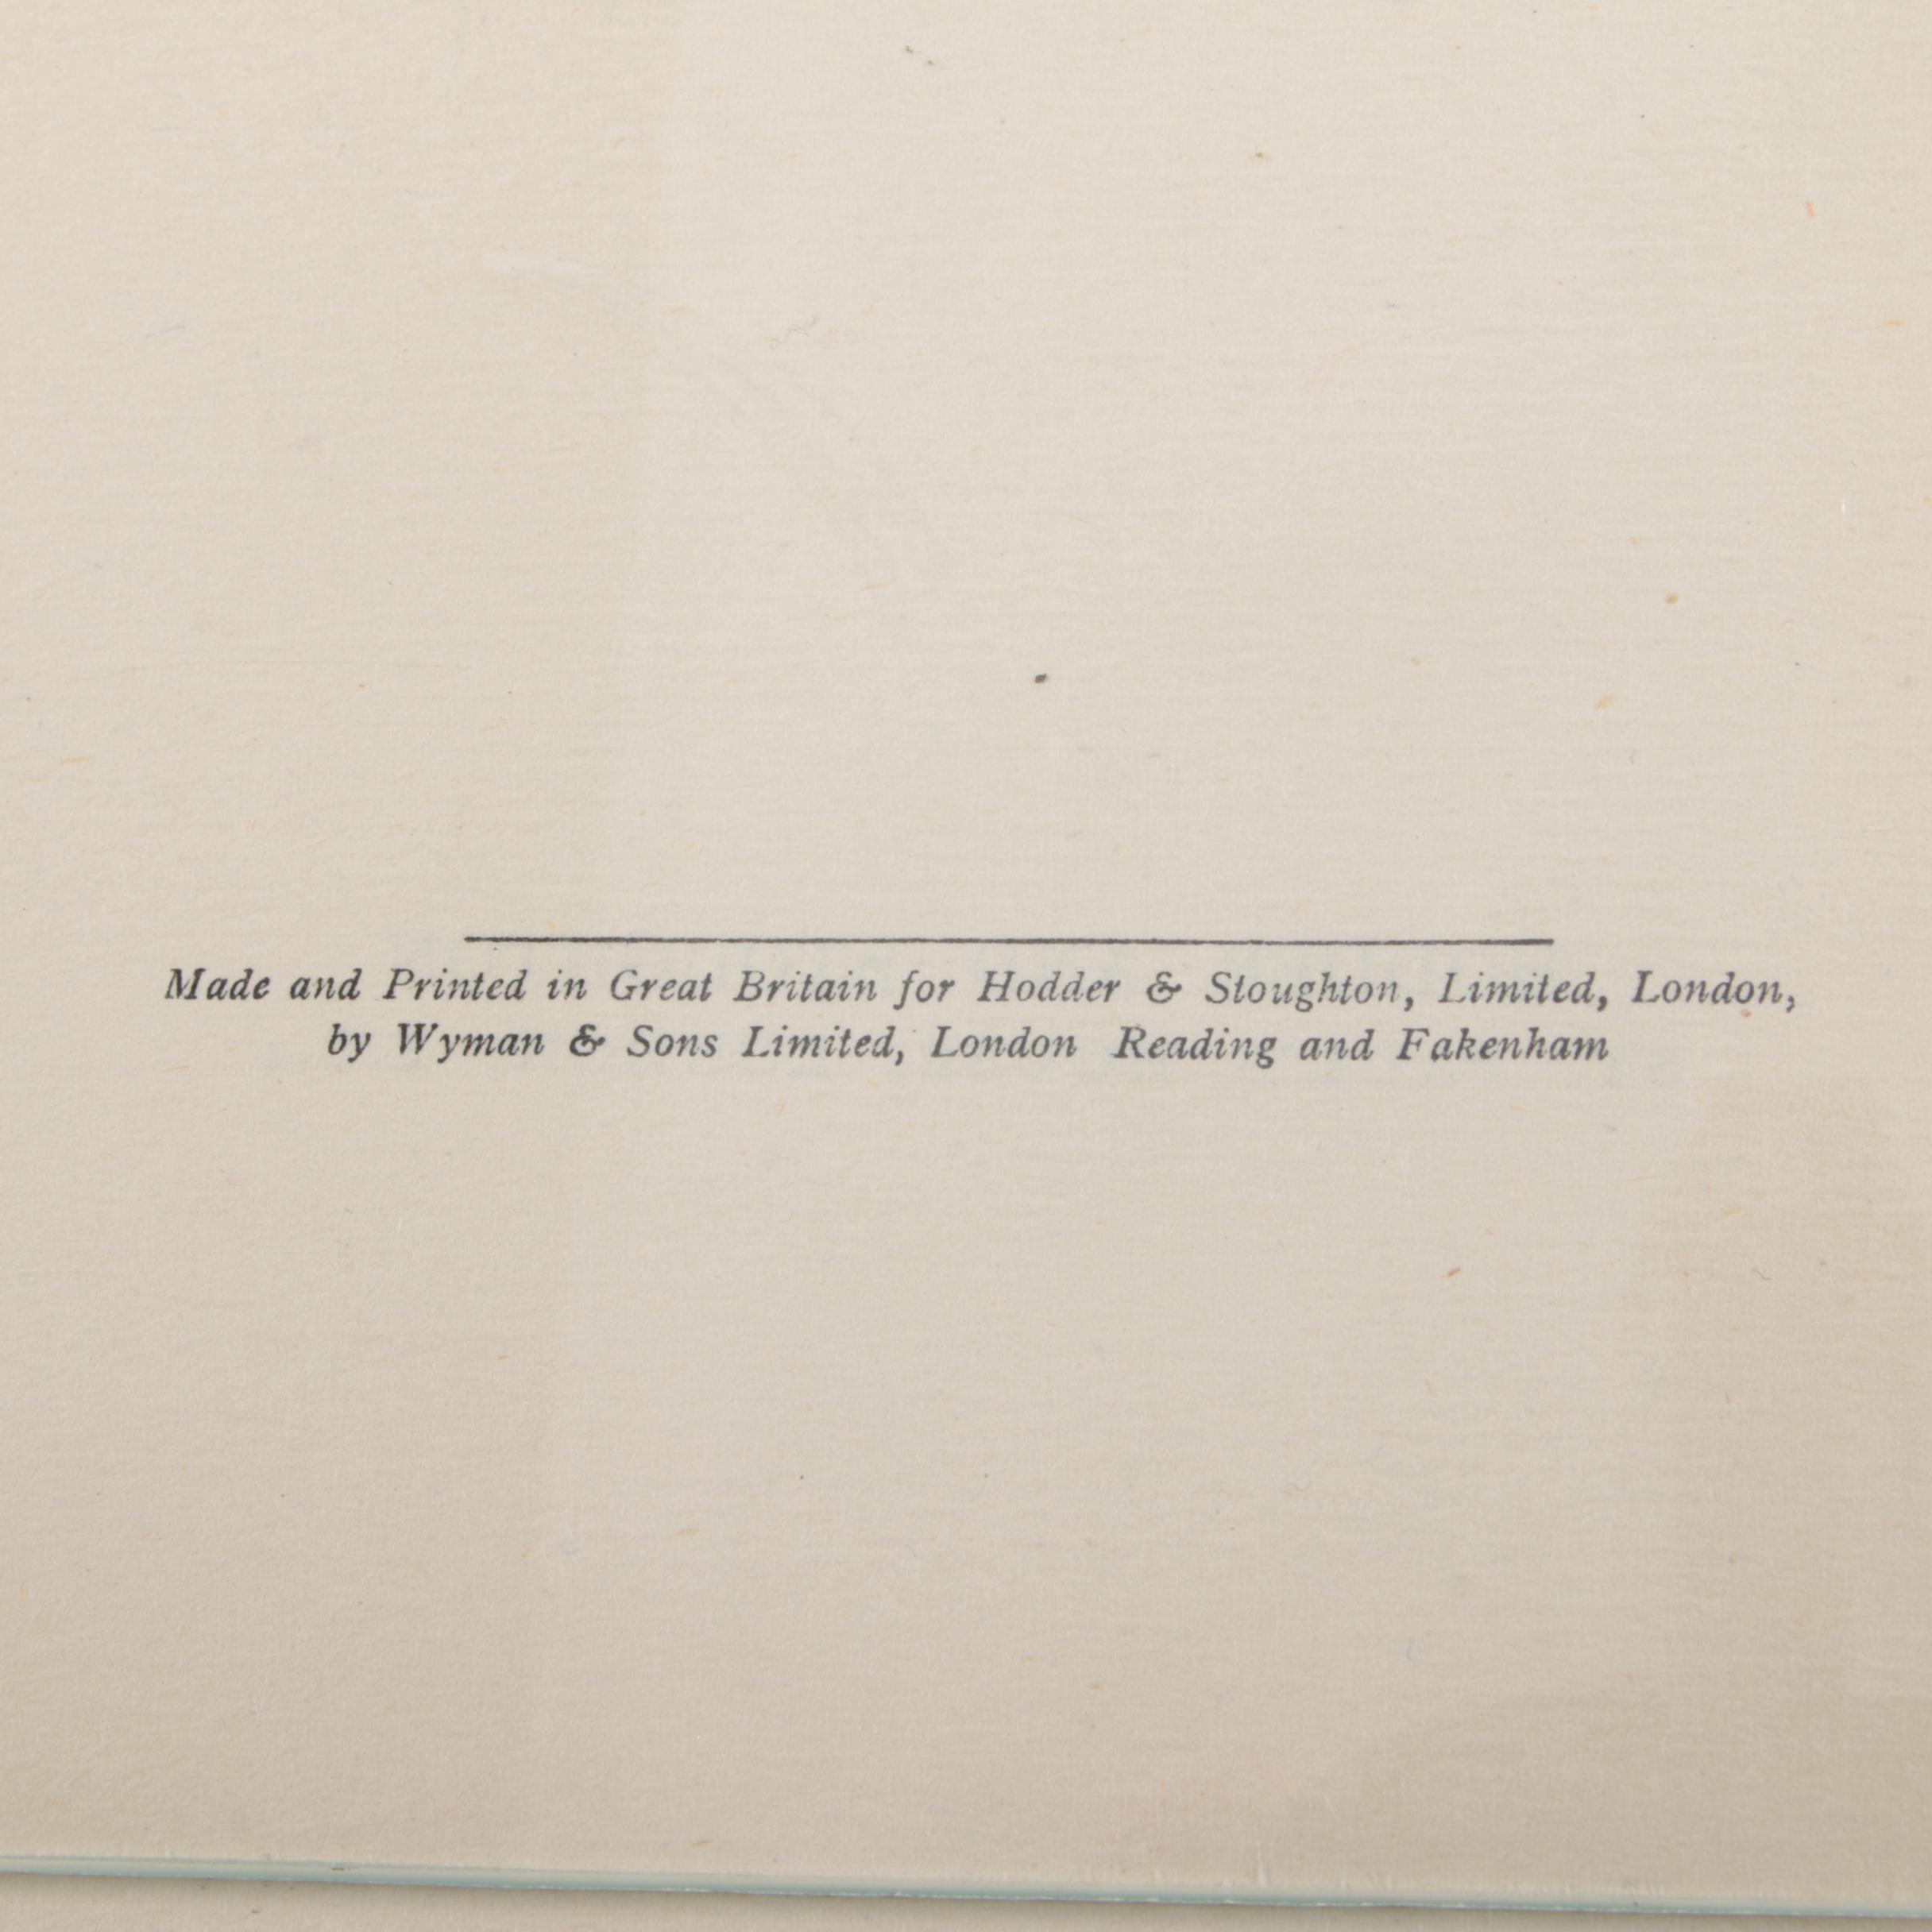 Made and Printed in Great Britain for Hodder & Stoughton, Limited, London,
by Wyman & Sons Limited, London Reading and Fakenham